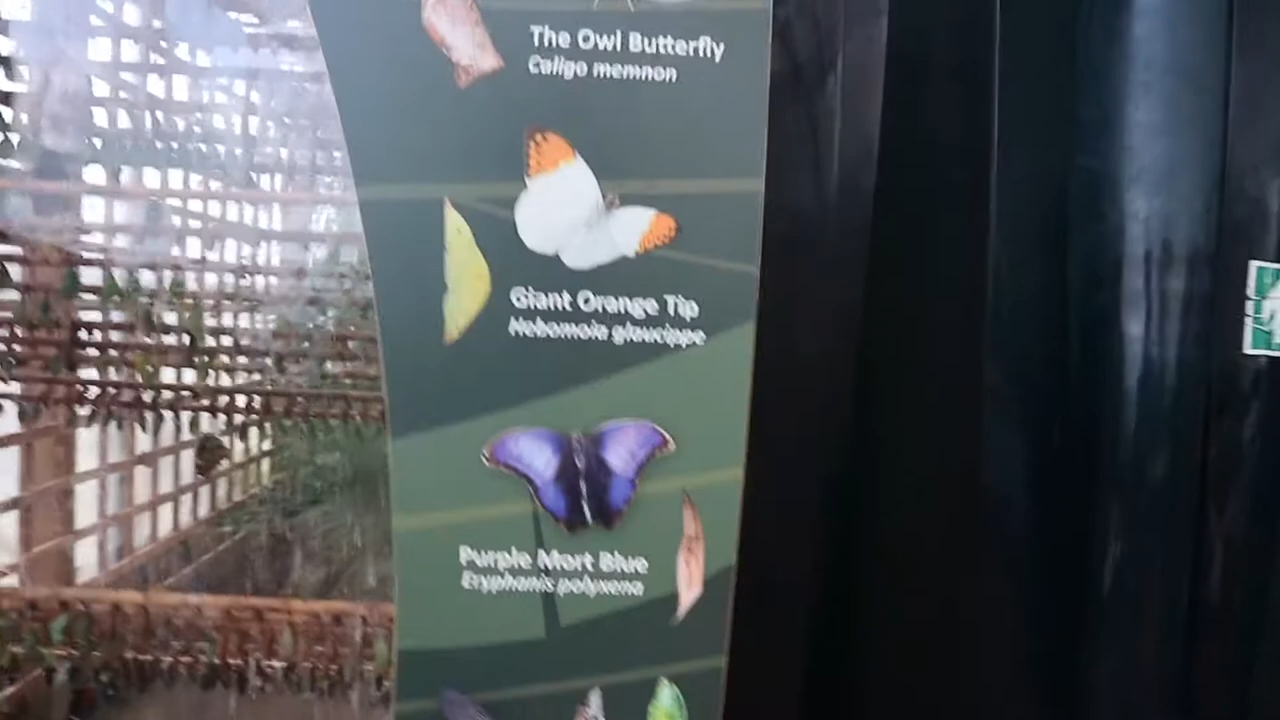 The Owl Butterfly
Caligo memnon
Giant Orange Tip
Hebomoia glaucippe
Purple Mort Blue
Eryphanis polyxena